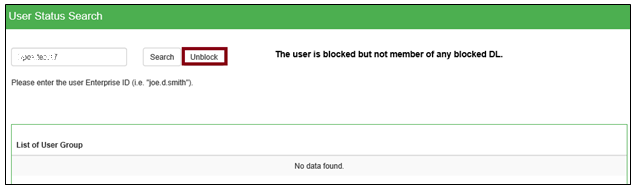 User Status Search
Search Unblock The user is blocked but not member of any blocked DL.
Please enter the user Enterprise ID (i.e. "joe.d.smith").
List of User Group
No data found.